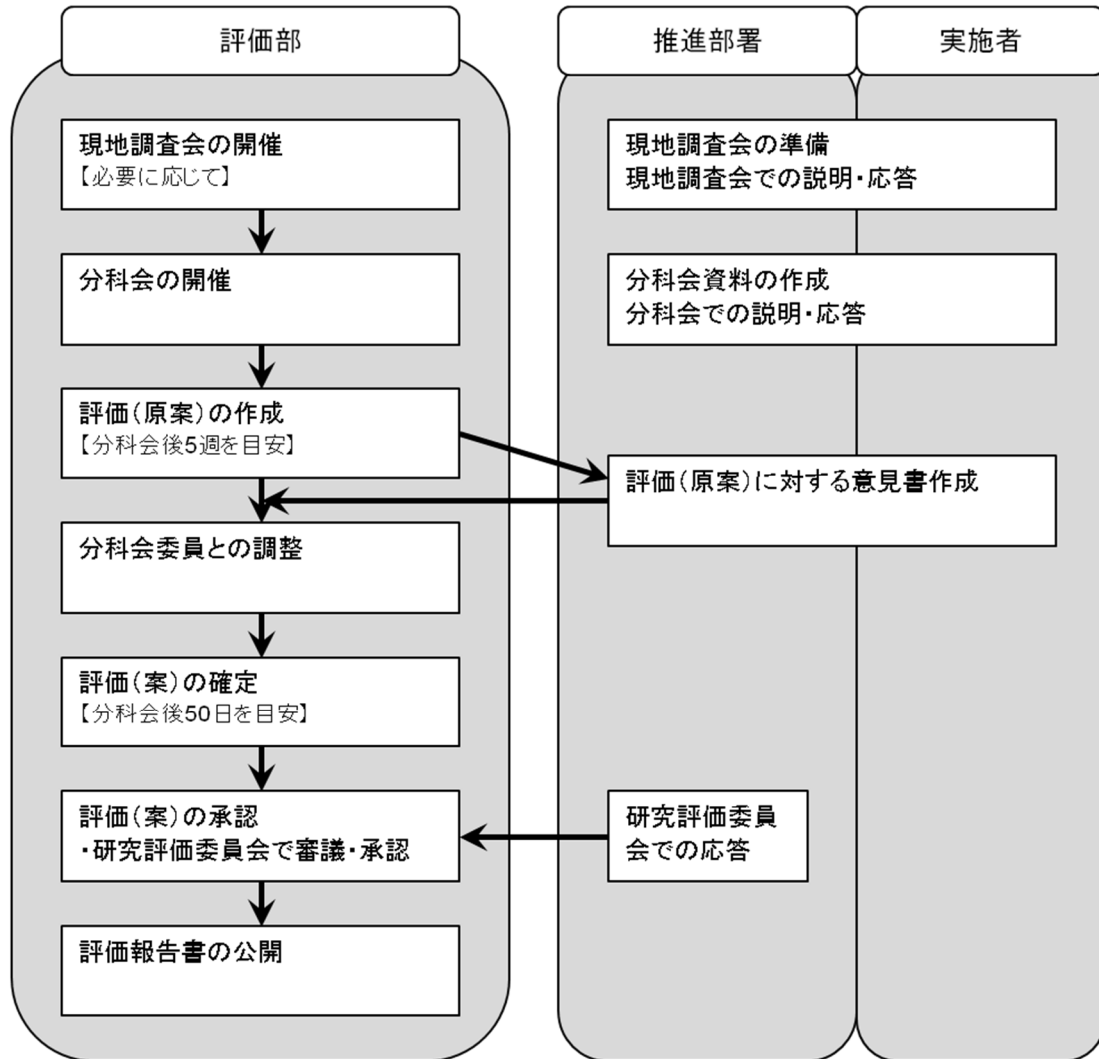 評価部
推進部署
実施者
現地調査会の開催
【必要に応じて】
現地調査会の準備
現地調査会での説明・応答
分科会の開催
分科会資料の作成
分科会での説明・応答
評価(原案)の作成
【分科会後5週を目安】
評価(原案)に対する意見書作成
分科会委員との調整
評価(案)の確定
【分科会後50日を目安】
評価(案)の承認
・研究評価委員会で審議・承認
研究評価委員
会での応答
評価報告書の公開